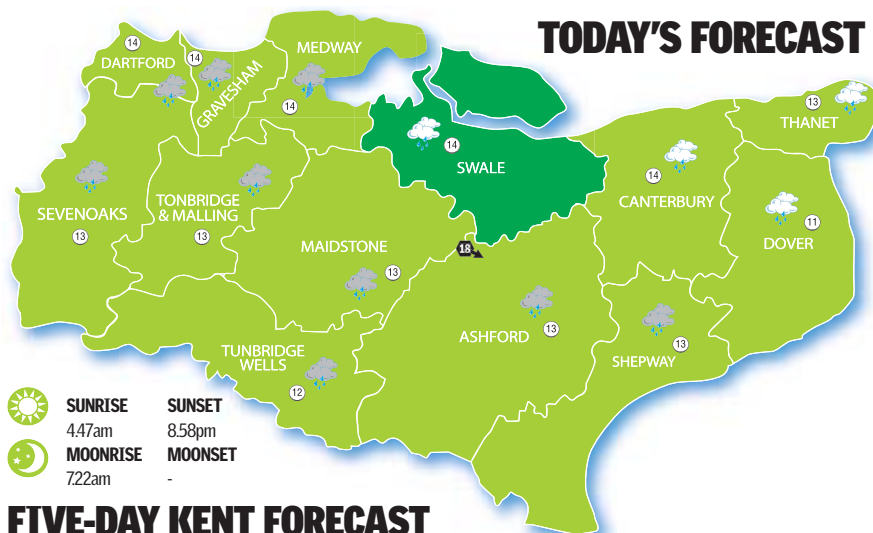 TODAY'S FORECAST
MEDWAY
14
DARTFORD
14
GRAVESHAM
14
13
THANET
14
SWALE
14
CANTERBURY
SEVENOAKS
13
TONBRIDGE
& MALLING
13
11
DOVER
MAIDSTONE
13
18
ASHFORD
13
13
SHEPWAY
TUNBRIDGE
WELLS
12
SUNRISE SUNSET
4.47am 8.58pm
MOONRISE MOONSET
7.22am -
FIVE-DAY KENT FORECAST